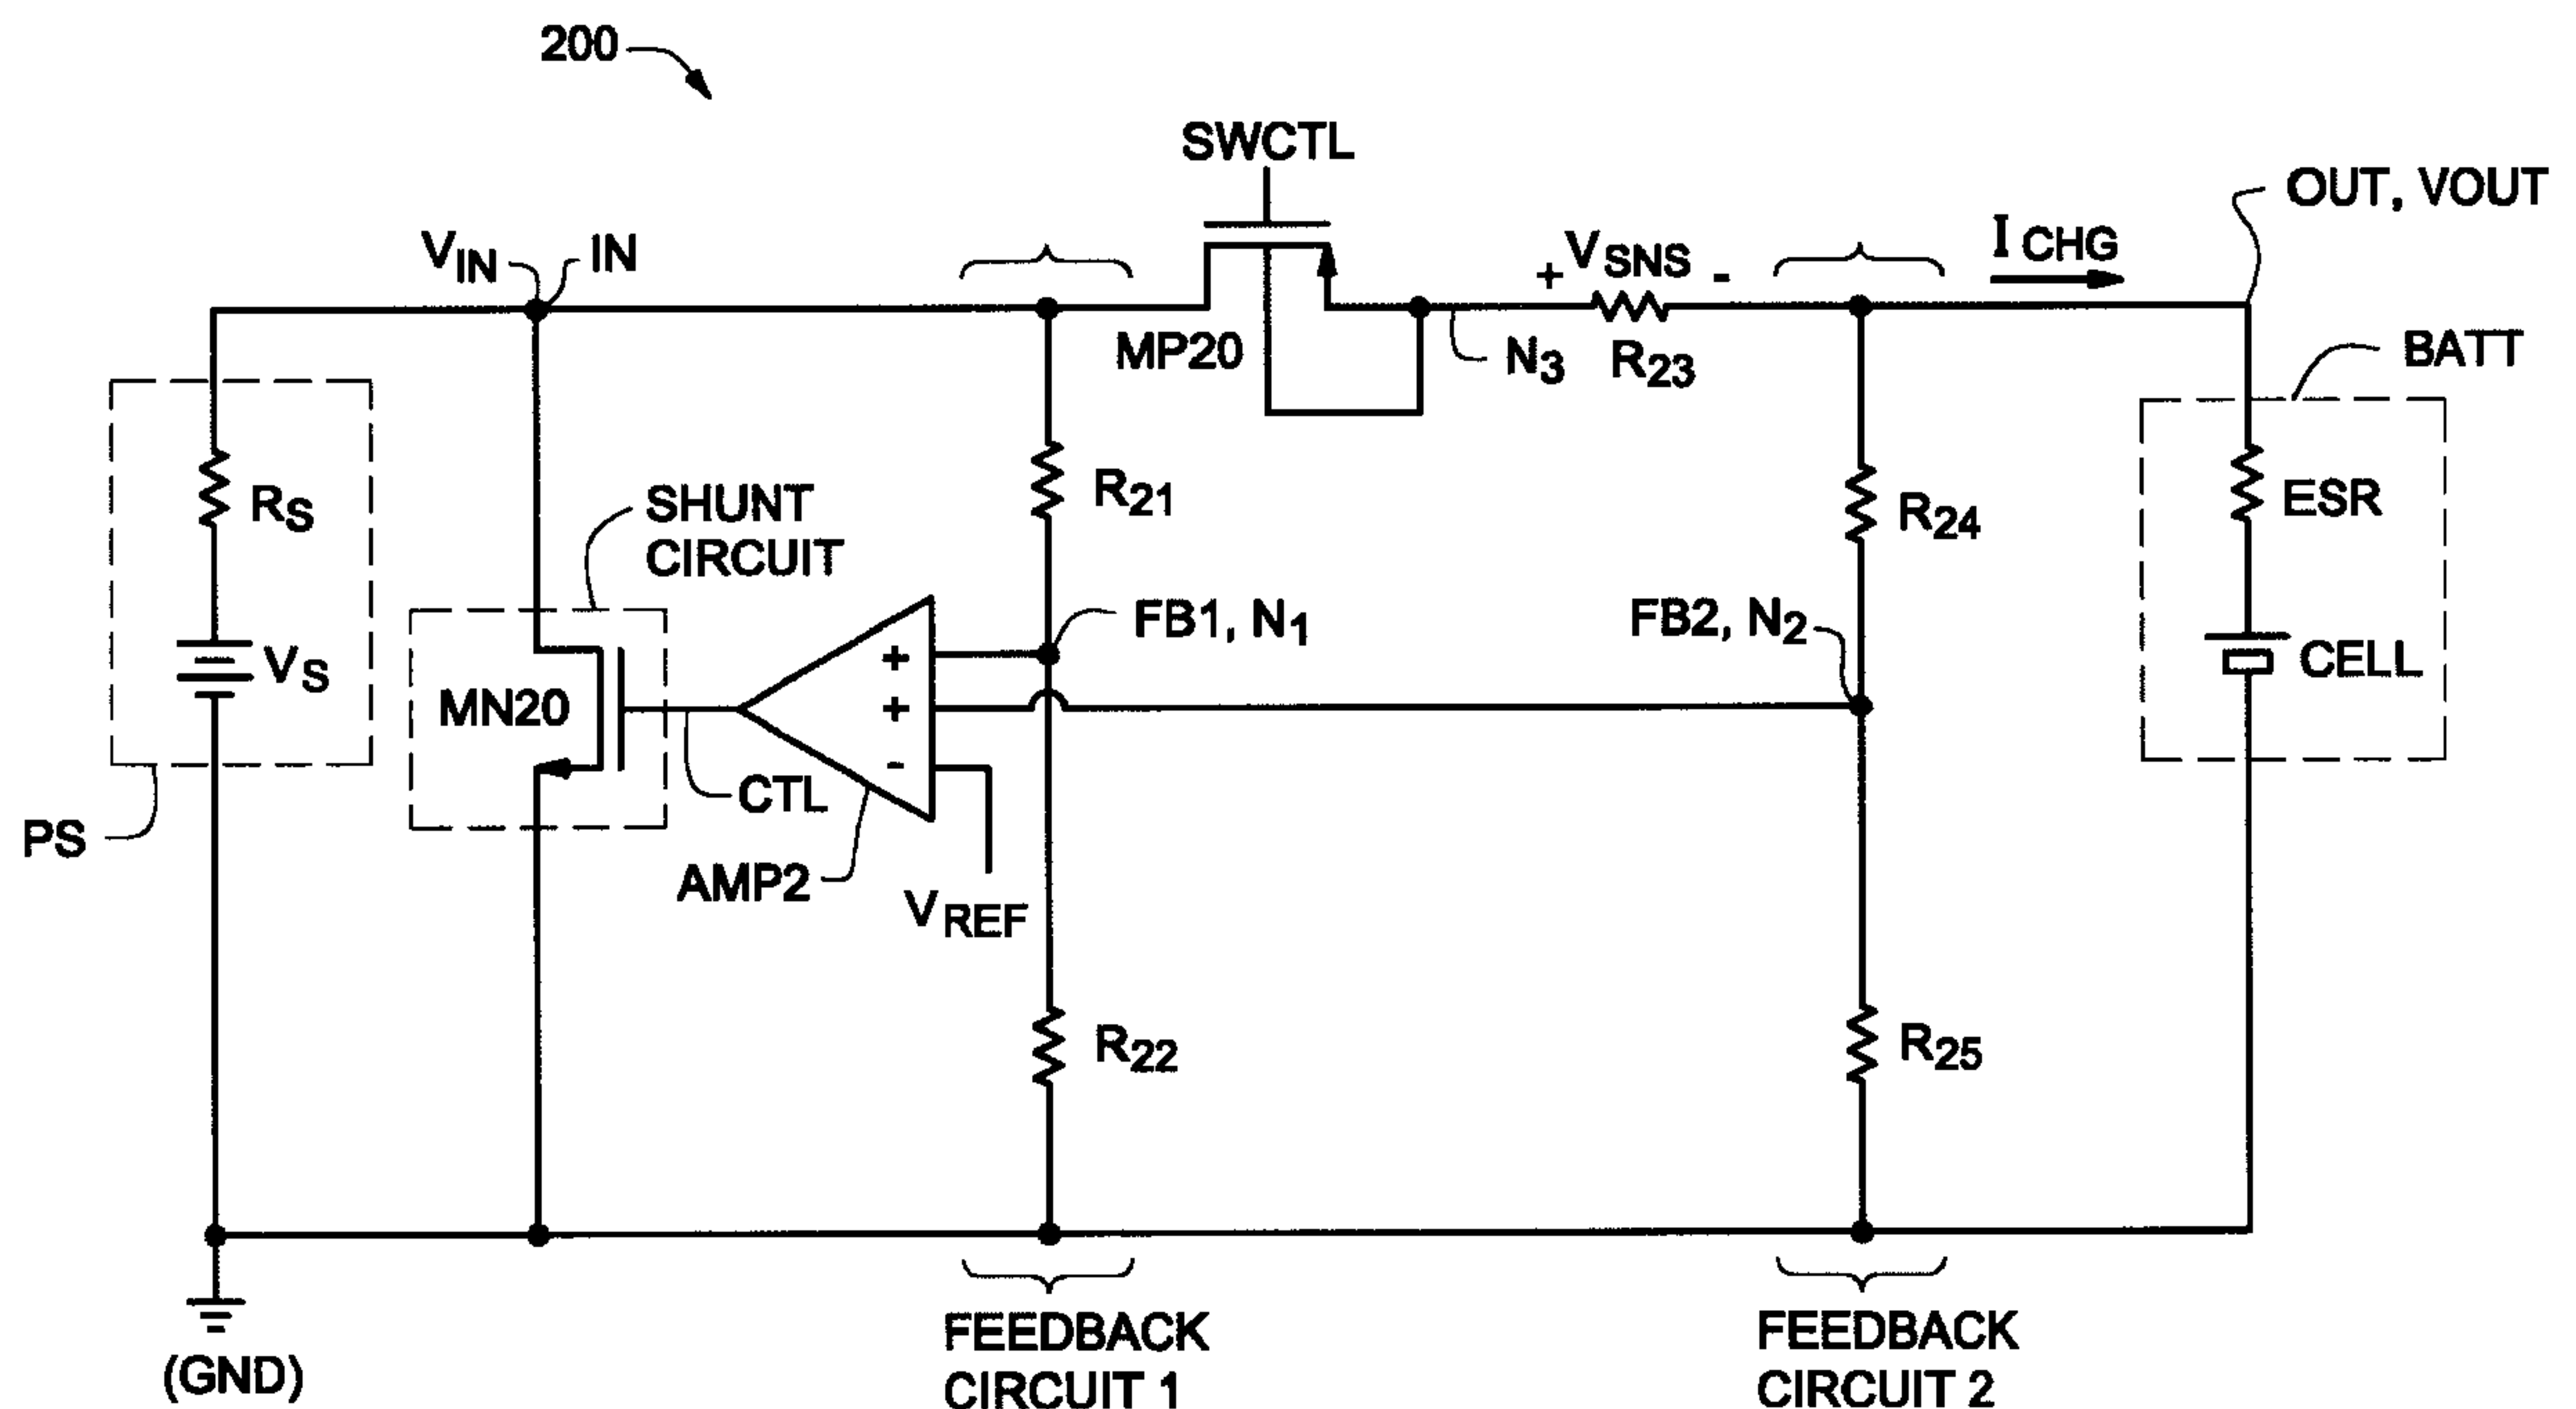 200
SWCTL
OUT, VOUT
VIN
IN
+ VSNS -
ICHG
MP20
N3
R23
BATT
RS
SHUNT
CIRCUIT
R21
R24
ESR
FB1, N1
FB2, N2
VS
MN20
+
+
-
CELL
CTL
PS
AMP2
VREF
R22
R25
(GND)
FEEDBACK
CIRCUIT 1
FEEDBACK
CIRCUIT 2